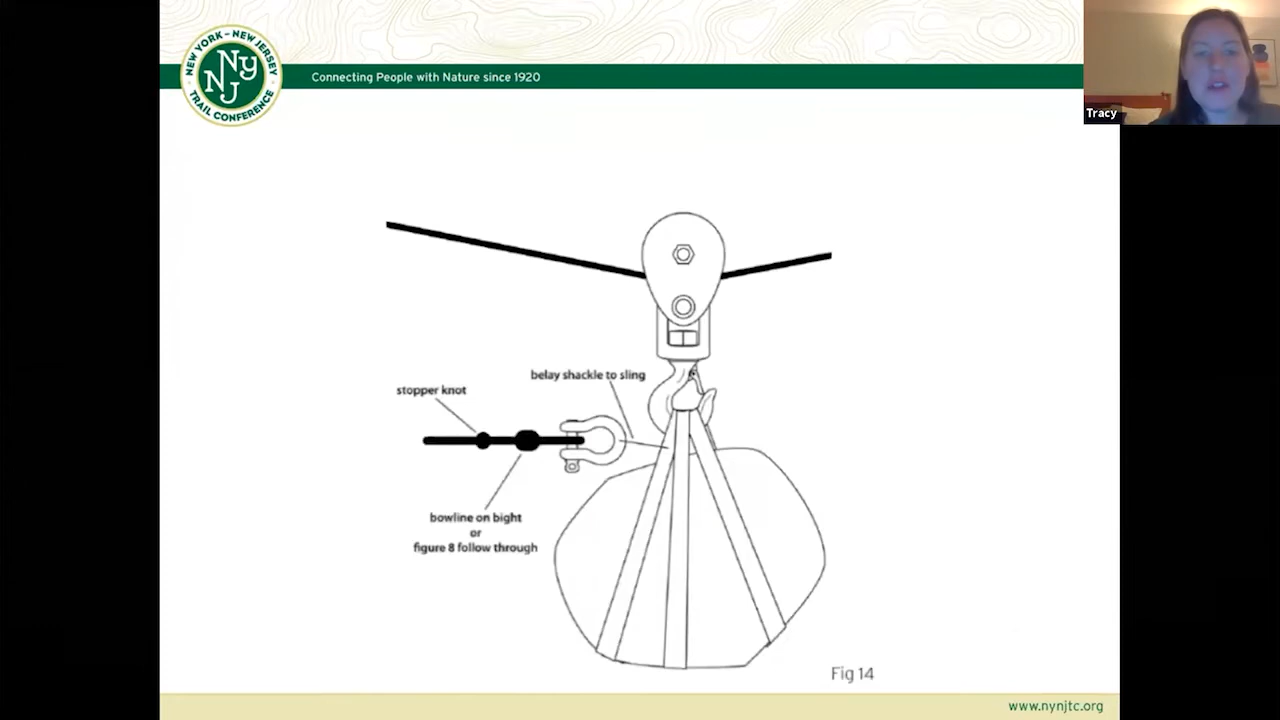 NEW YORK - NEW JERSEY
NY
NJ
TRAIL CONFERENCE
Connecting People with Nature since 1920
Tracy
belay shackle to sling
stopper knot
bowline on bight
or
figure 8 follow through
Fig 14
www.nynjtc.org